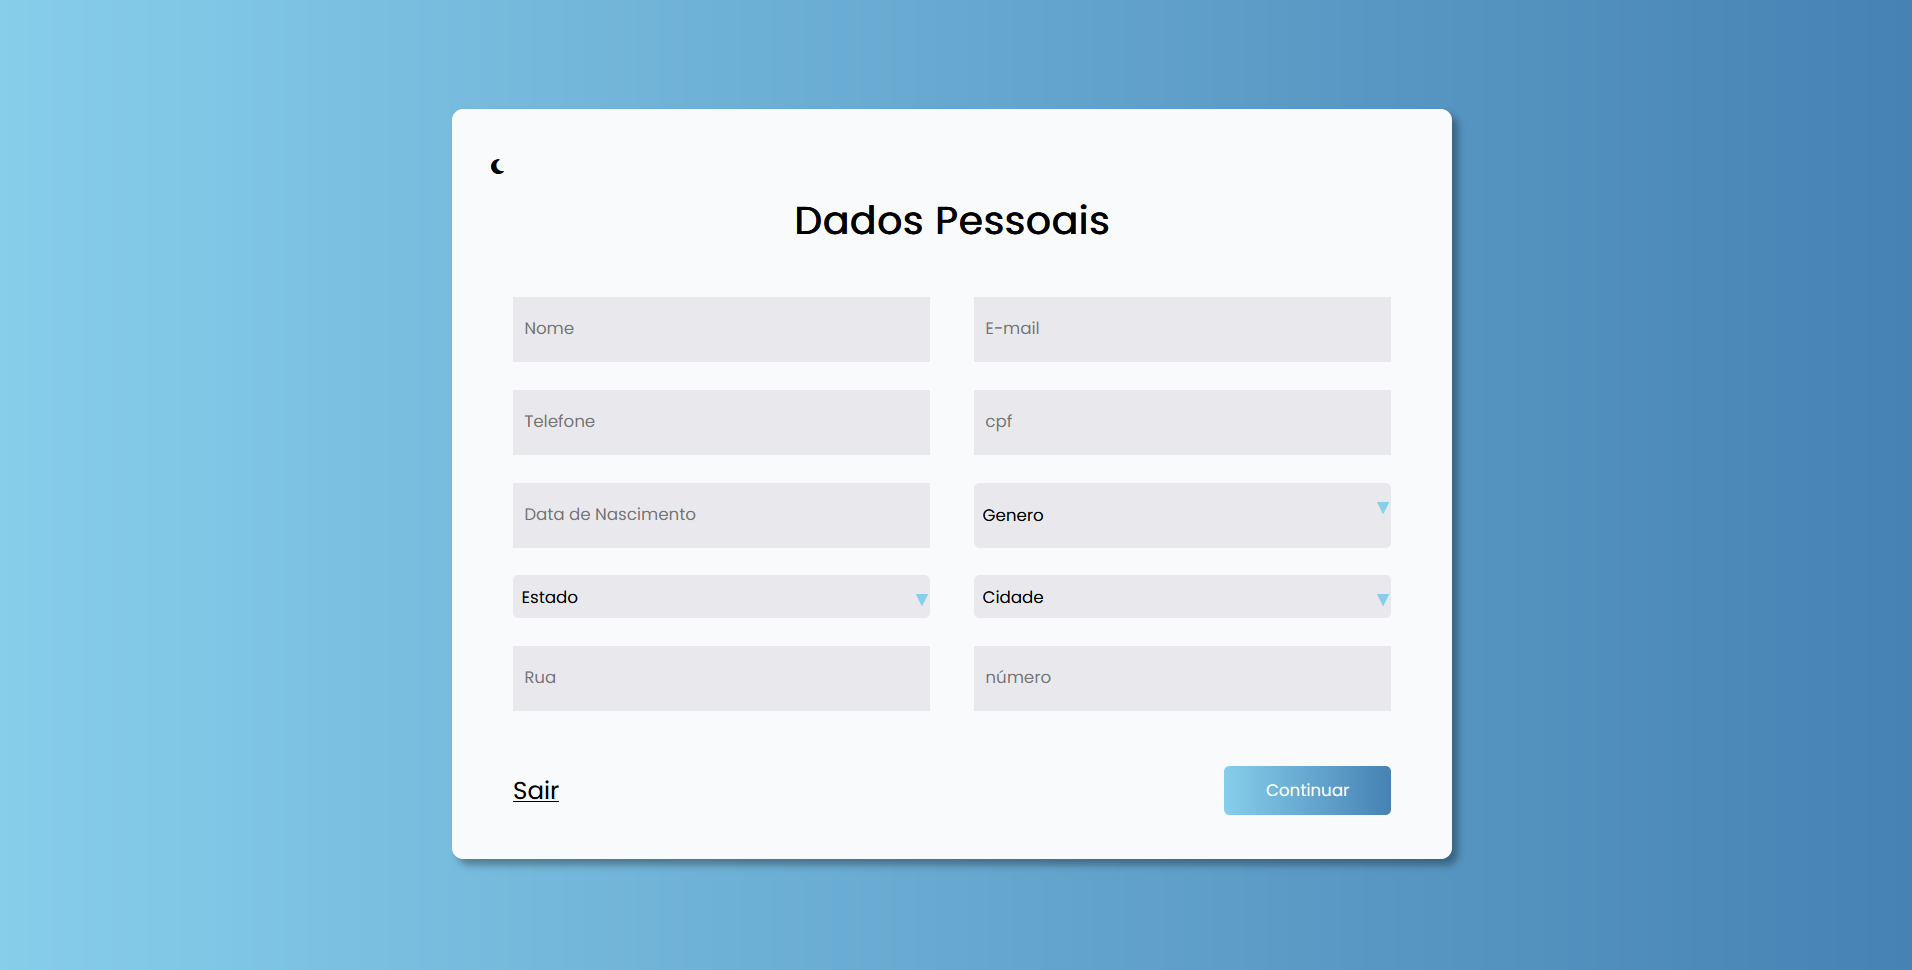 Dados Pessoais
Nome
E-mail
Telefone
cpf
Data de Nascimento
Genero
Estado
Cidade
Rua
número
Sair
Continuar